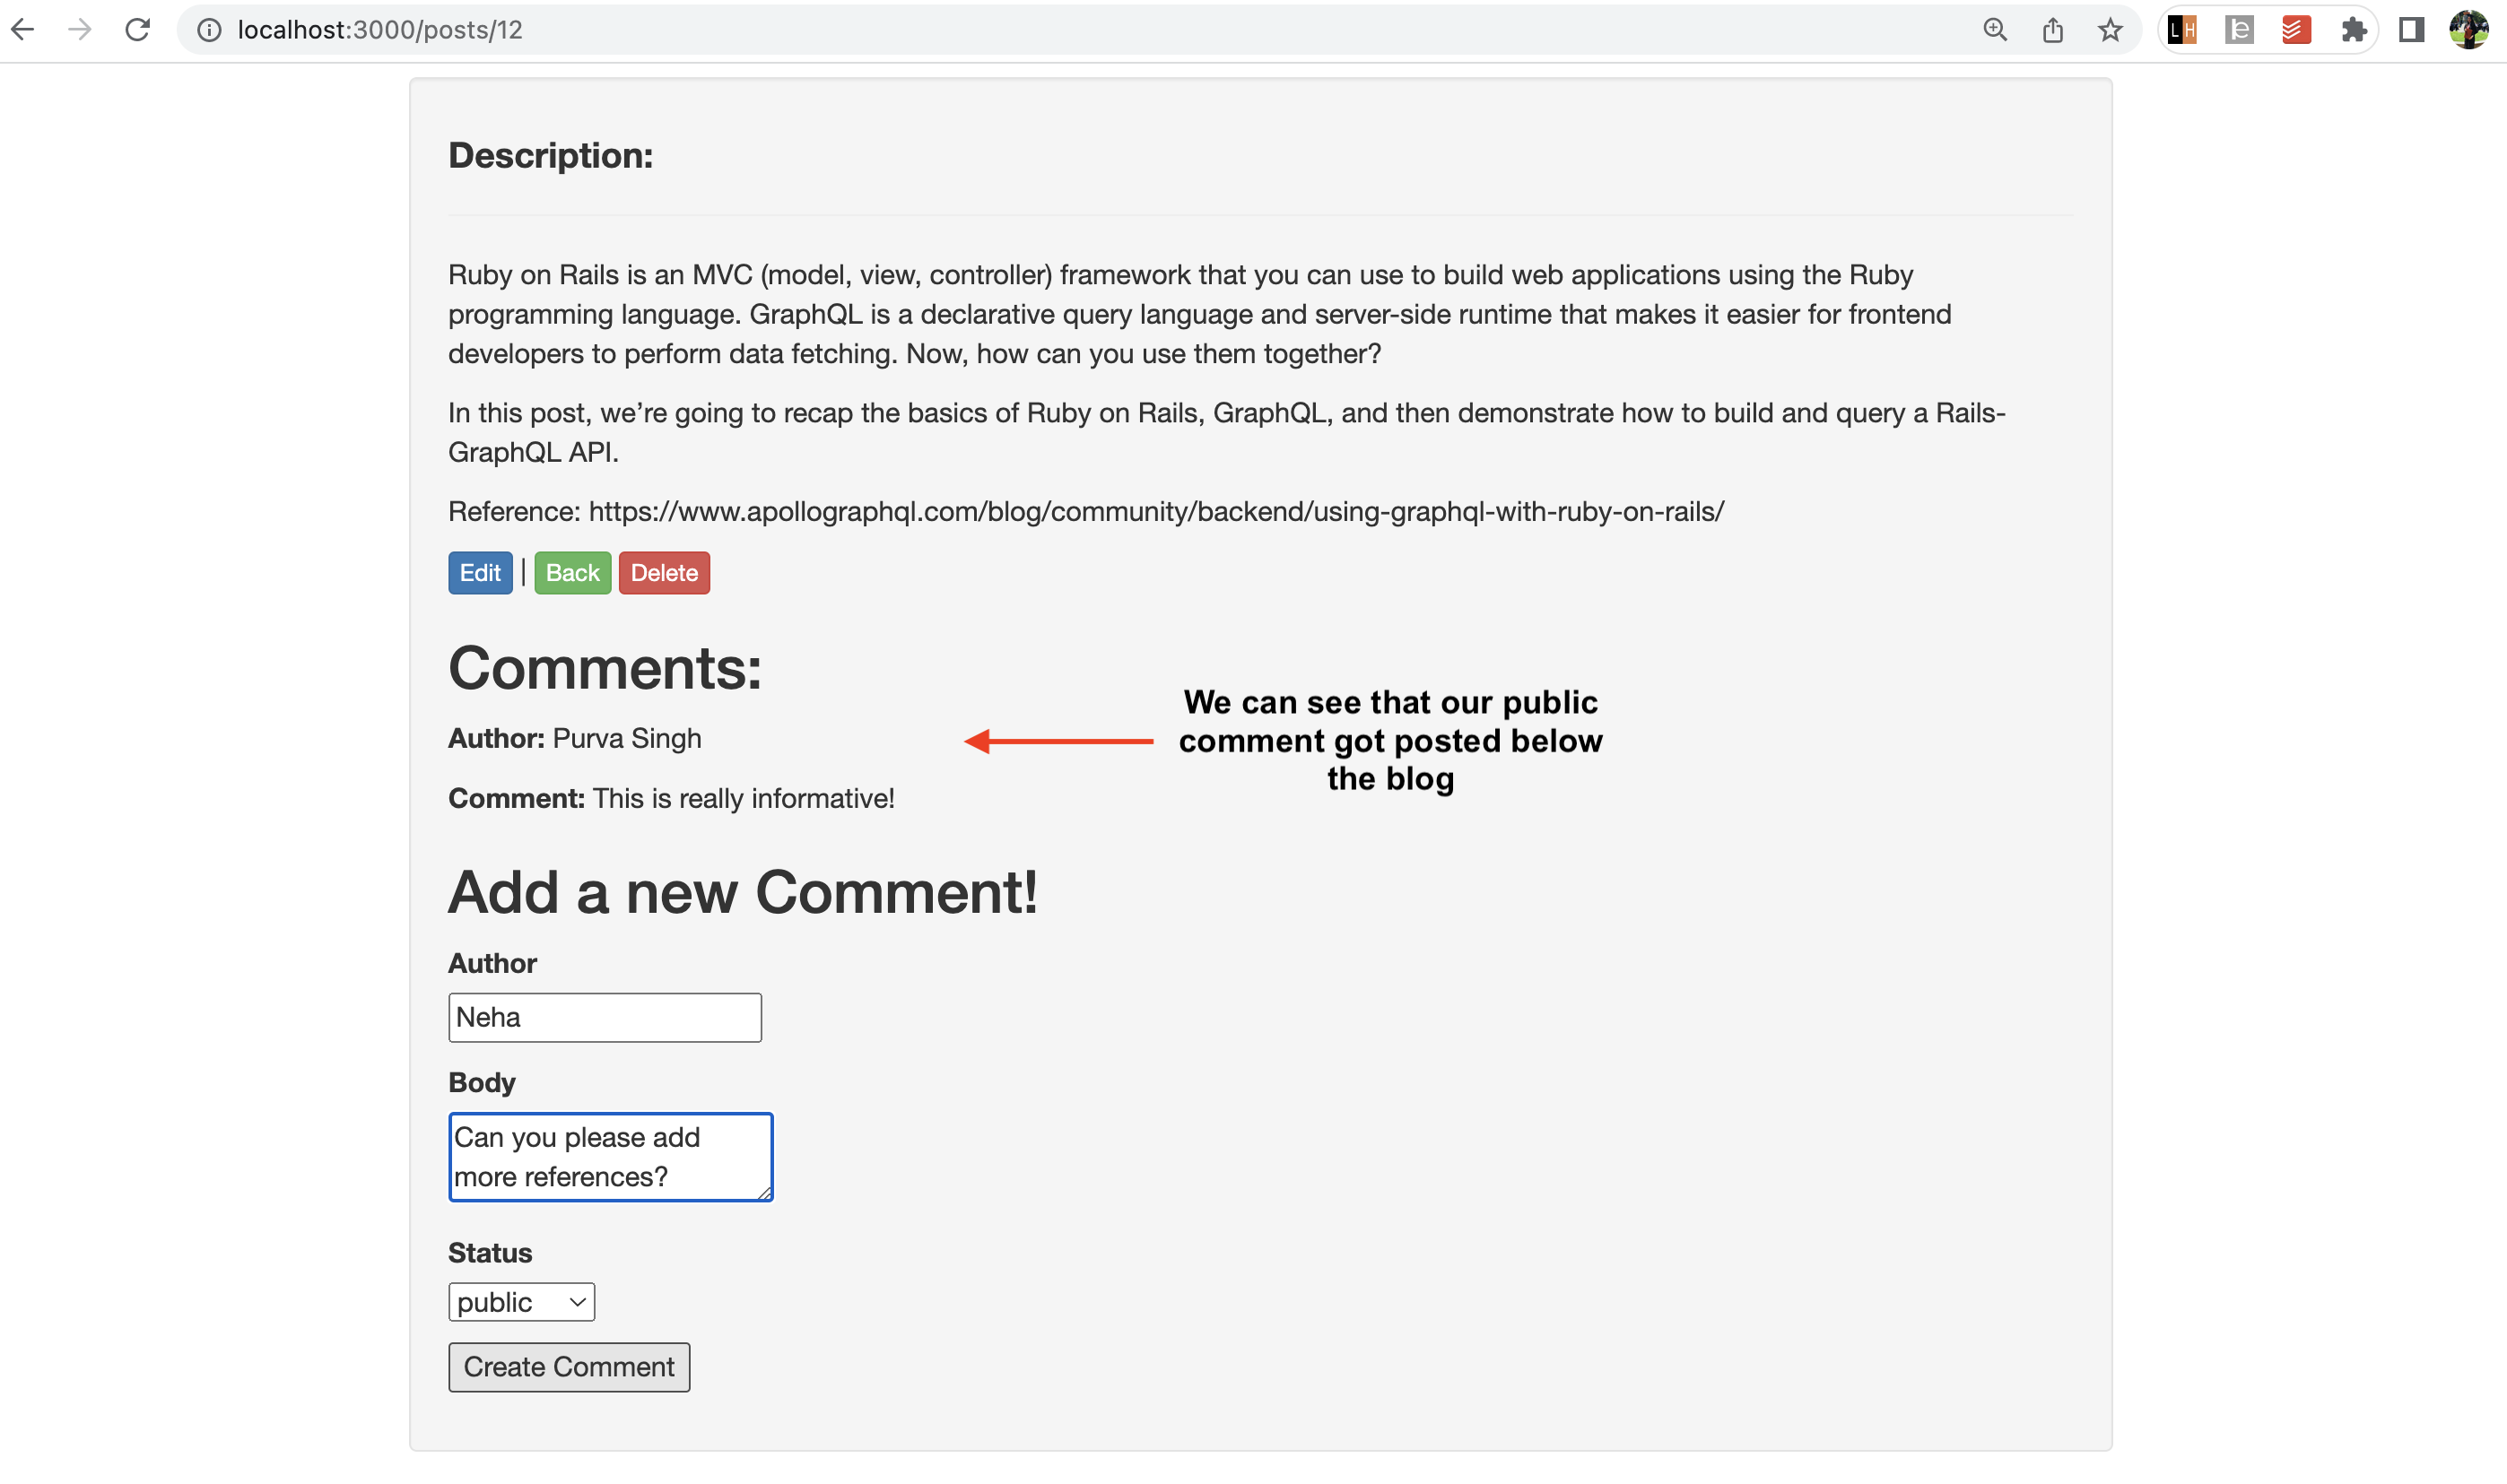 localhost:3000/posts/12
LH
Description:
Ruby on Rails is an MVC (model, view, controller) framework that you can use to build web applications using the Ruby
programming language. GraphQL is a declarative query language and server-side runtime that makes it easier for frontend
developers to perform data fetching. Now, how can you use them together?
In this post, we’re going to recap the basics of Ruby on Rails, GraphQL, and then demonstrate how to build and query a Rails-
GraphQL API.
Reference: https://www.apollographql.com/blog/community/backend/using-graphql-with-ruby-on-rails/
Edit | Back Delete
Comments:
Author: Purva Singh
Comment: This is really informative!
We can see that our public
comment got posted below
the blog
Add a new Comment!
Author
Neha
Body
Can you please add
more references?
Status
public
Create Comment